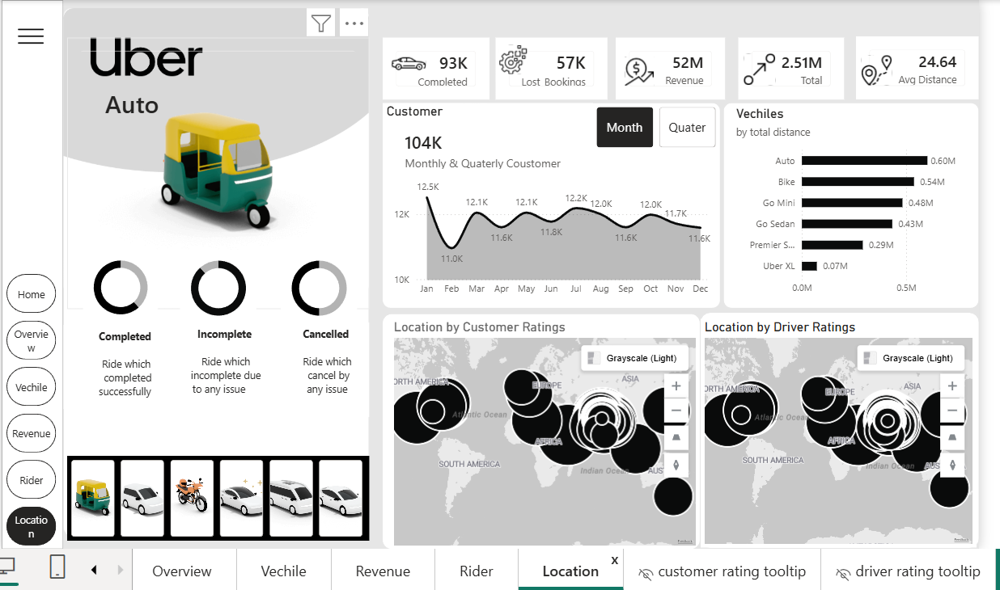 Uber
Auto
Completed
Ride which
completed
successfully
Incomplete
Ride which
incomplete due
to any issue
Cancelled
Ride which
cancel by
any issue
Home
Overvie
w
Vechile
Revenue
Rider
Locatio
n
93K
Completed
57K
Lost Bookings
52M
Revenue
2.51M
Total
24.64
Avg Distance
Customer
Month
Quater
104K
Monthly & Quaterly Coustomer
12.5K
12.1K
12.1K
12.2K
12.0K
12.0K
11.7K
12K
11.6K
11.8K
11.6K
11.6K
11.0K
10K
Jan Feb Mar Apr May Jun Jul Aug Sep Oct Nov Dec
Vechiles
by total distance
Auto 0.60M
Bike 0.54M
Go Mini 0.48M
Go Sedan 0.43M
Premier S... 0.29M
Uber XL 0.07M
0.0M 0.5M
Location by Customer Ratings
Grayscale (Light)
ORTH AMERICA
EUROPE
ASIA
Atlantic Ocean
AFRICA
SOUTH AMERICA
Indian Ocean
AUS
Location by Driver Ratings
Grayscale (Light)
ORTH AMERICA
EUROPE
ASIA
Atlantic Ocean
AFRICA
SOUTH AMERICA
Indian Ocean
AUS
Overview
Vechile
Revenue
Rider
Location
x
customer rating tooltip
driver rating tooltip